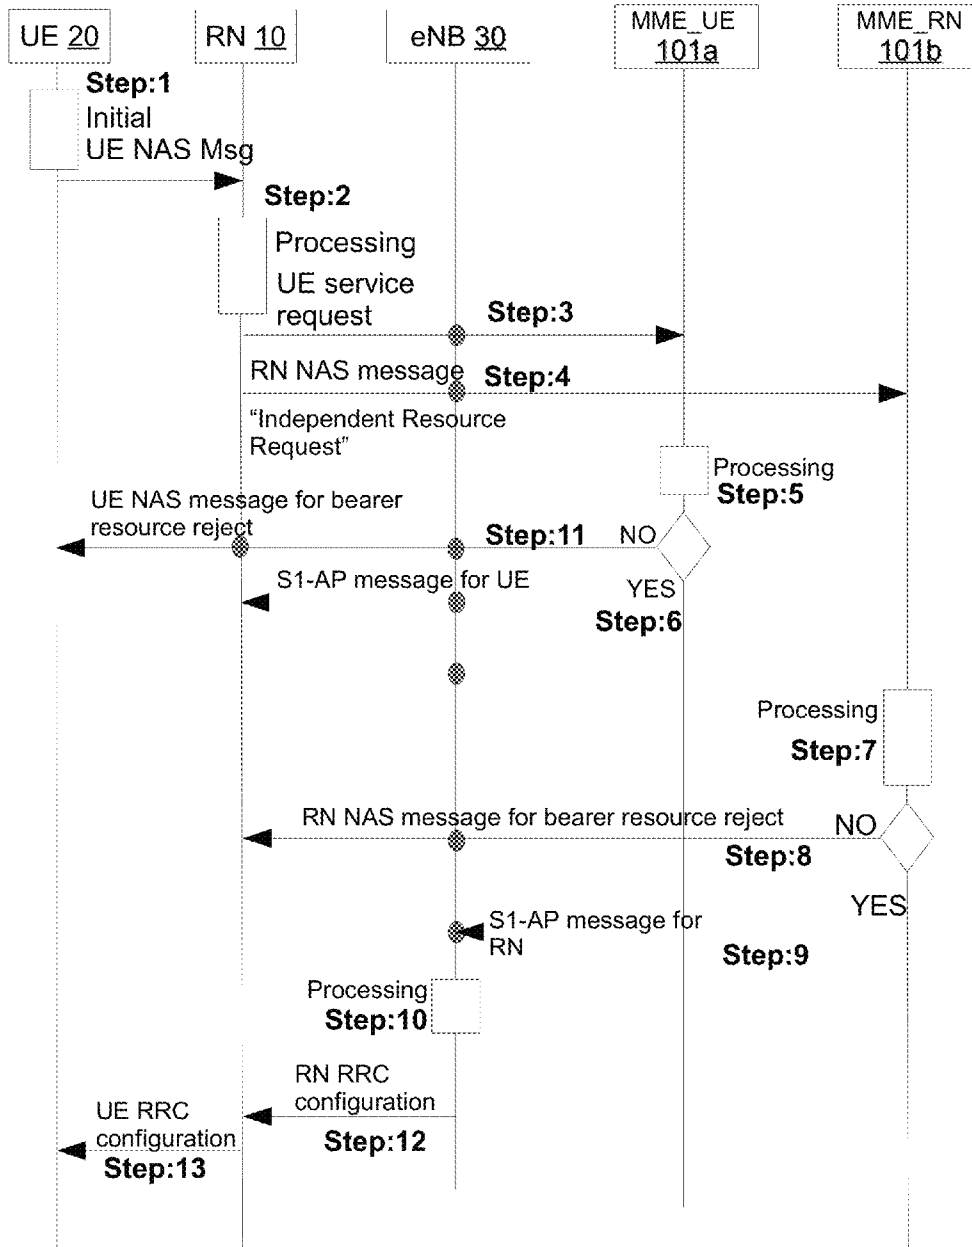 UE 20
RN 10
eNB 30
MME_UE
101a
MME_RN
101b
Step:1
Initial
UE NAS Msg
Step:2
Processing
UE service
request
Step:3
RN NAS message
Step:4
“Independent Resource
Request”
Processing
Step:5
UE NAS message for bearer
resource reject
Step:11
NO
S1-AP message for UE
YES
Step:6
Processing
Step:7
RN NAS message for bearer resource reject
NO
Step:8
YES
S1-AP message for
RN
Step:9
Processing
Step:10
RN RRC
configuration
Step:12
UE RRC
configuration
Step:13